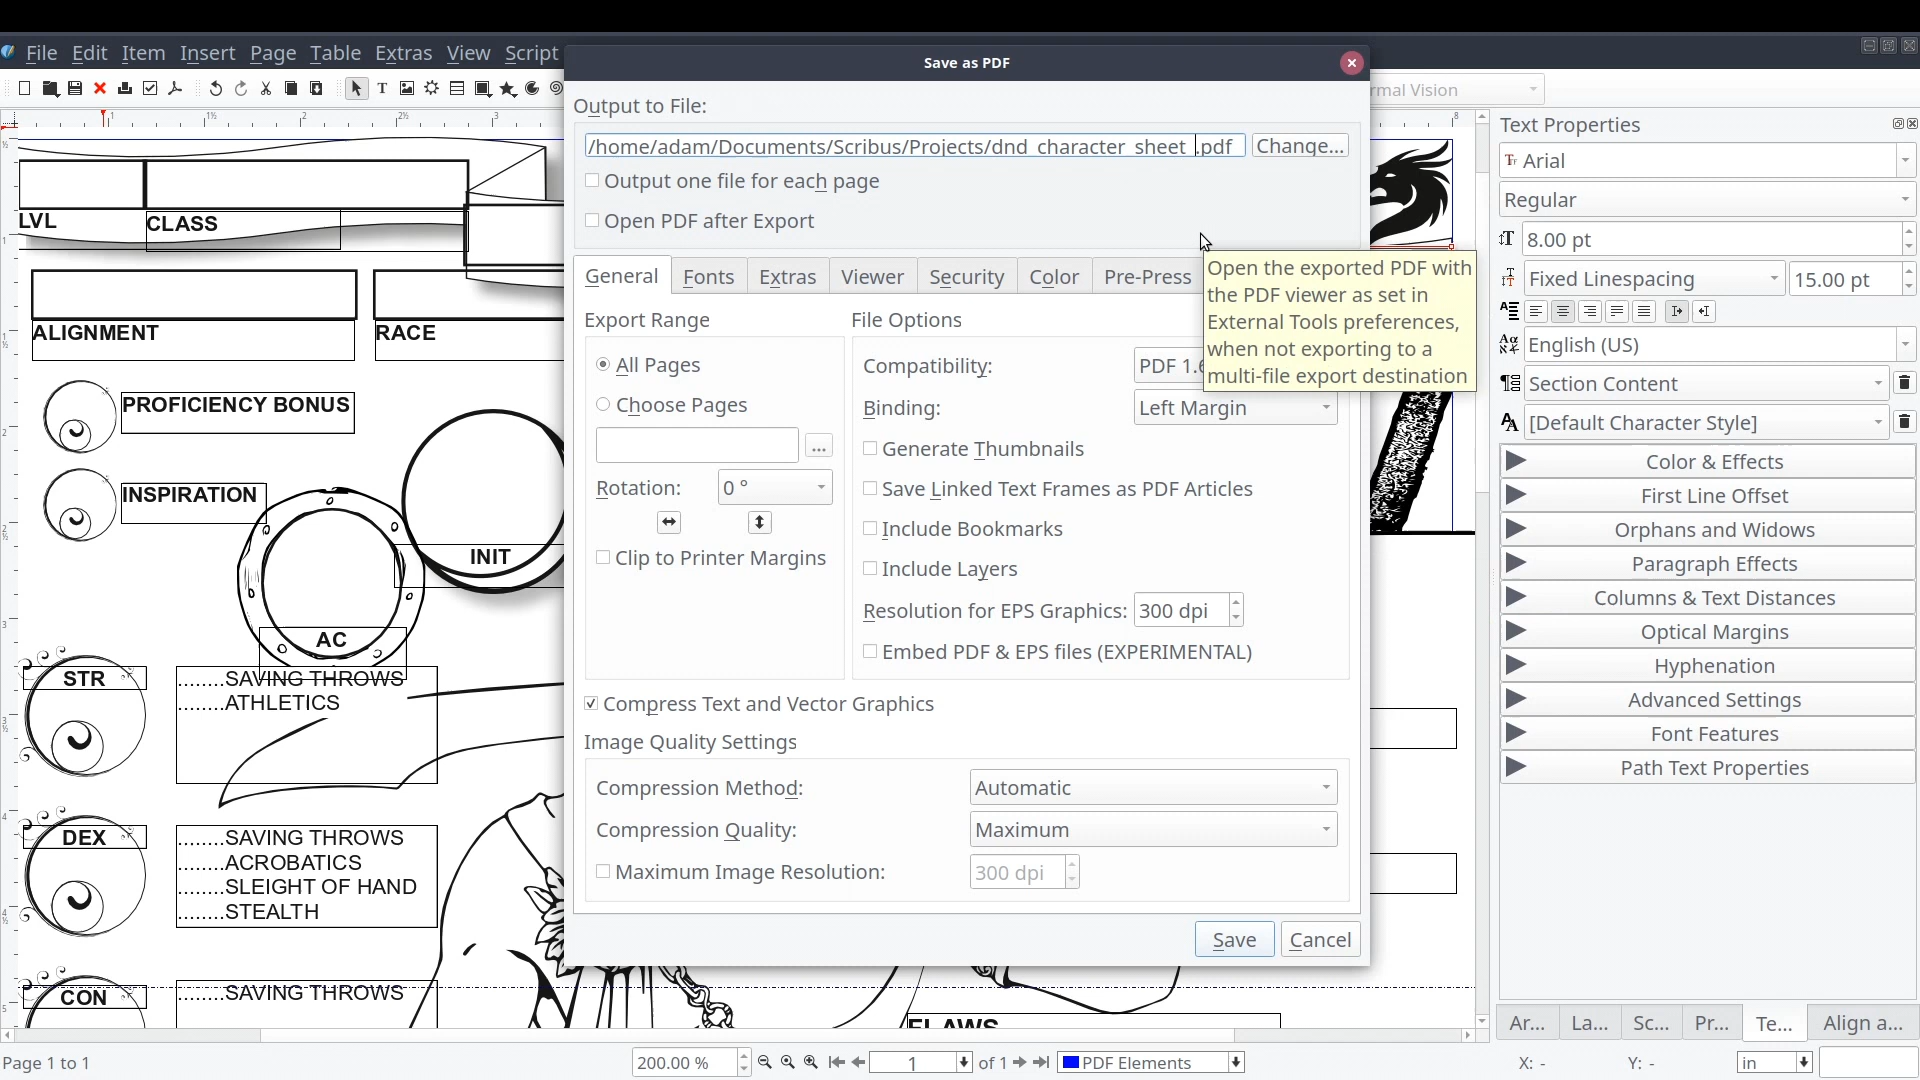 File Edit Item Insert Page Table Extras View Script
Save as PDF
rmal Vision
Output to File:
/home/adam/Documents/Scribus/Projects/dnd_character_sheet_.pdf
Change...
Output one file for each page
Open PDF after Export
Open the exported PDF with
the PDF viewer as set in
External Tools preferences,
when not exporting to a
multi-file export destination
General Fonts Extras Viewer Security Color Pre-Press
Export Range
All Pages
Choose Pages
...
Rotation: 0 °
Clip to Printer Margins
File Options
Compatibility: PDF 1.6
Binding: Left Margin
Generate Thumbnails
Save Linked Text Frames as PDF Articles
Include Bookmarks
Include Layers
Resolution for EPS Graphics: 300 dpi
Embed PDF & EPS files (EXPERIMENTAL)
Compress Text and Vector Graphics
Image Quality Settings
Compression Method: Automatic
Compression Quality: Maximum
Maximum Image Resolution: 300 dpi
Save Cancel
LVL
CLASS
ALIGNMENT
RACE
PROFICIENCY BONUS
INSPIRATION
INIT
AC
STR
........SAVING THROWS
........ATHLETICS
DEX
........SAVING THROWS
........ACROBATICS
........SLEIGHT OF HAND
........STEALTH
CON
........SAVING THROWS
FLAWS
Text Properties
Arial
Regular
8.00 pt
Fixed Linespacing 15.00 pt
English (US)
Section Content
[Default Character Style]
Color & Effects
First Line Offset
Orphans and Widows
Paragraph Effects
Columns & Text Distances
Optical Margins
Hyphenation
Advanced Settings
Font Features
Path Text Properties
Ar... La... Sc... Pr... Te... Align a...
Page 1 to 1
200.00 %
1 of 1
PDF Elements
X: - Y: - in